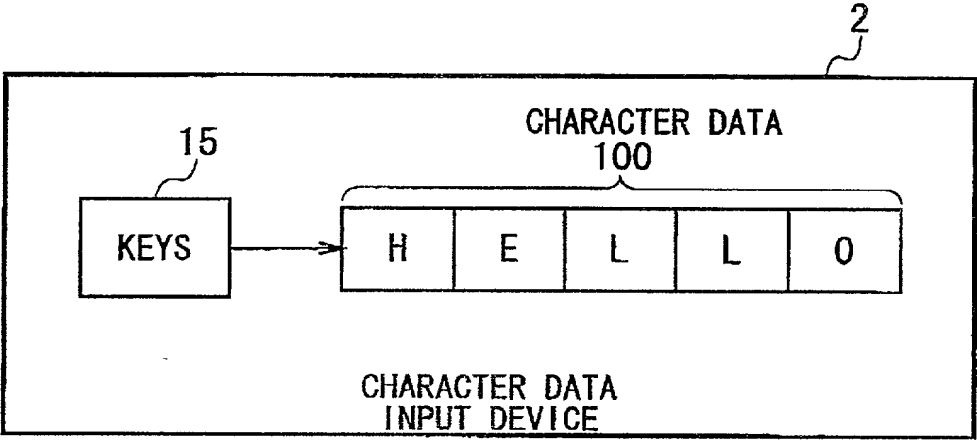 2
CHARACTER DATA
15
100
KEYS
H E L L O
CHARACTER DATA
INPUT DEVICE